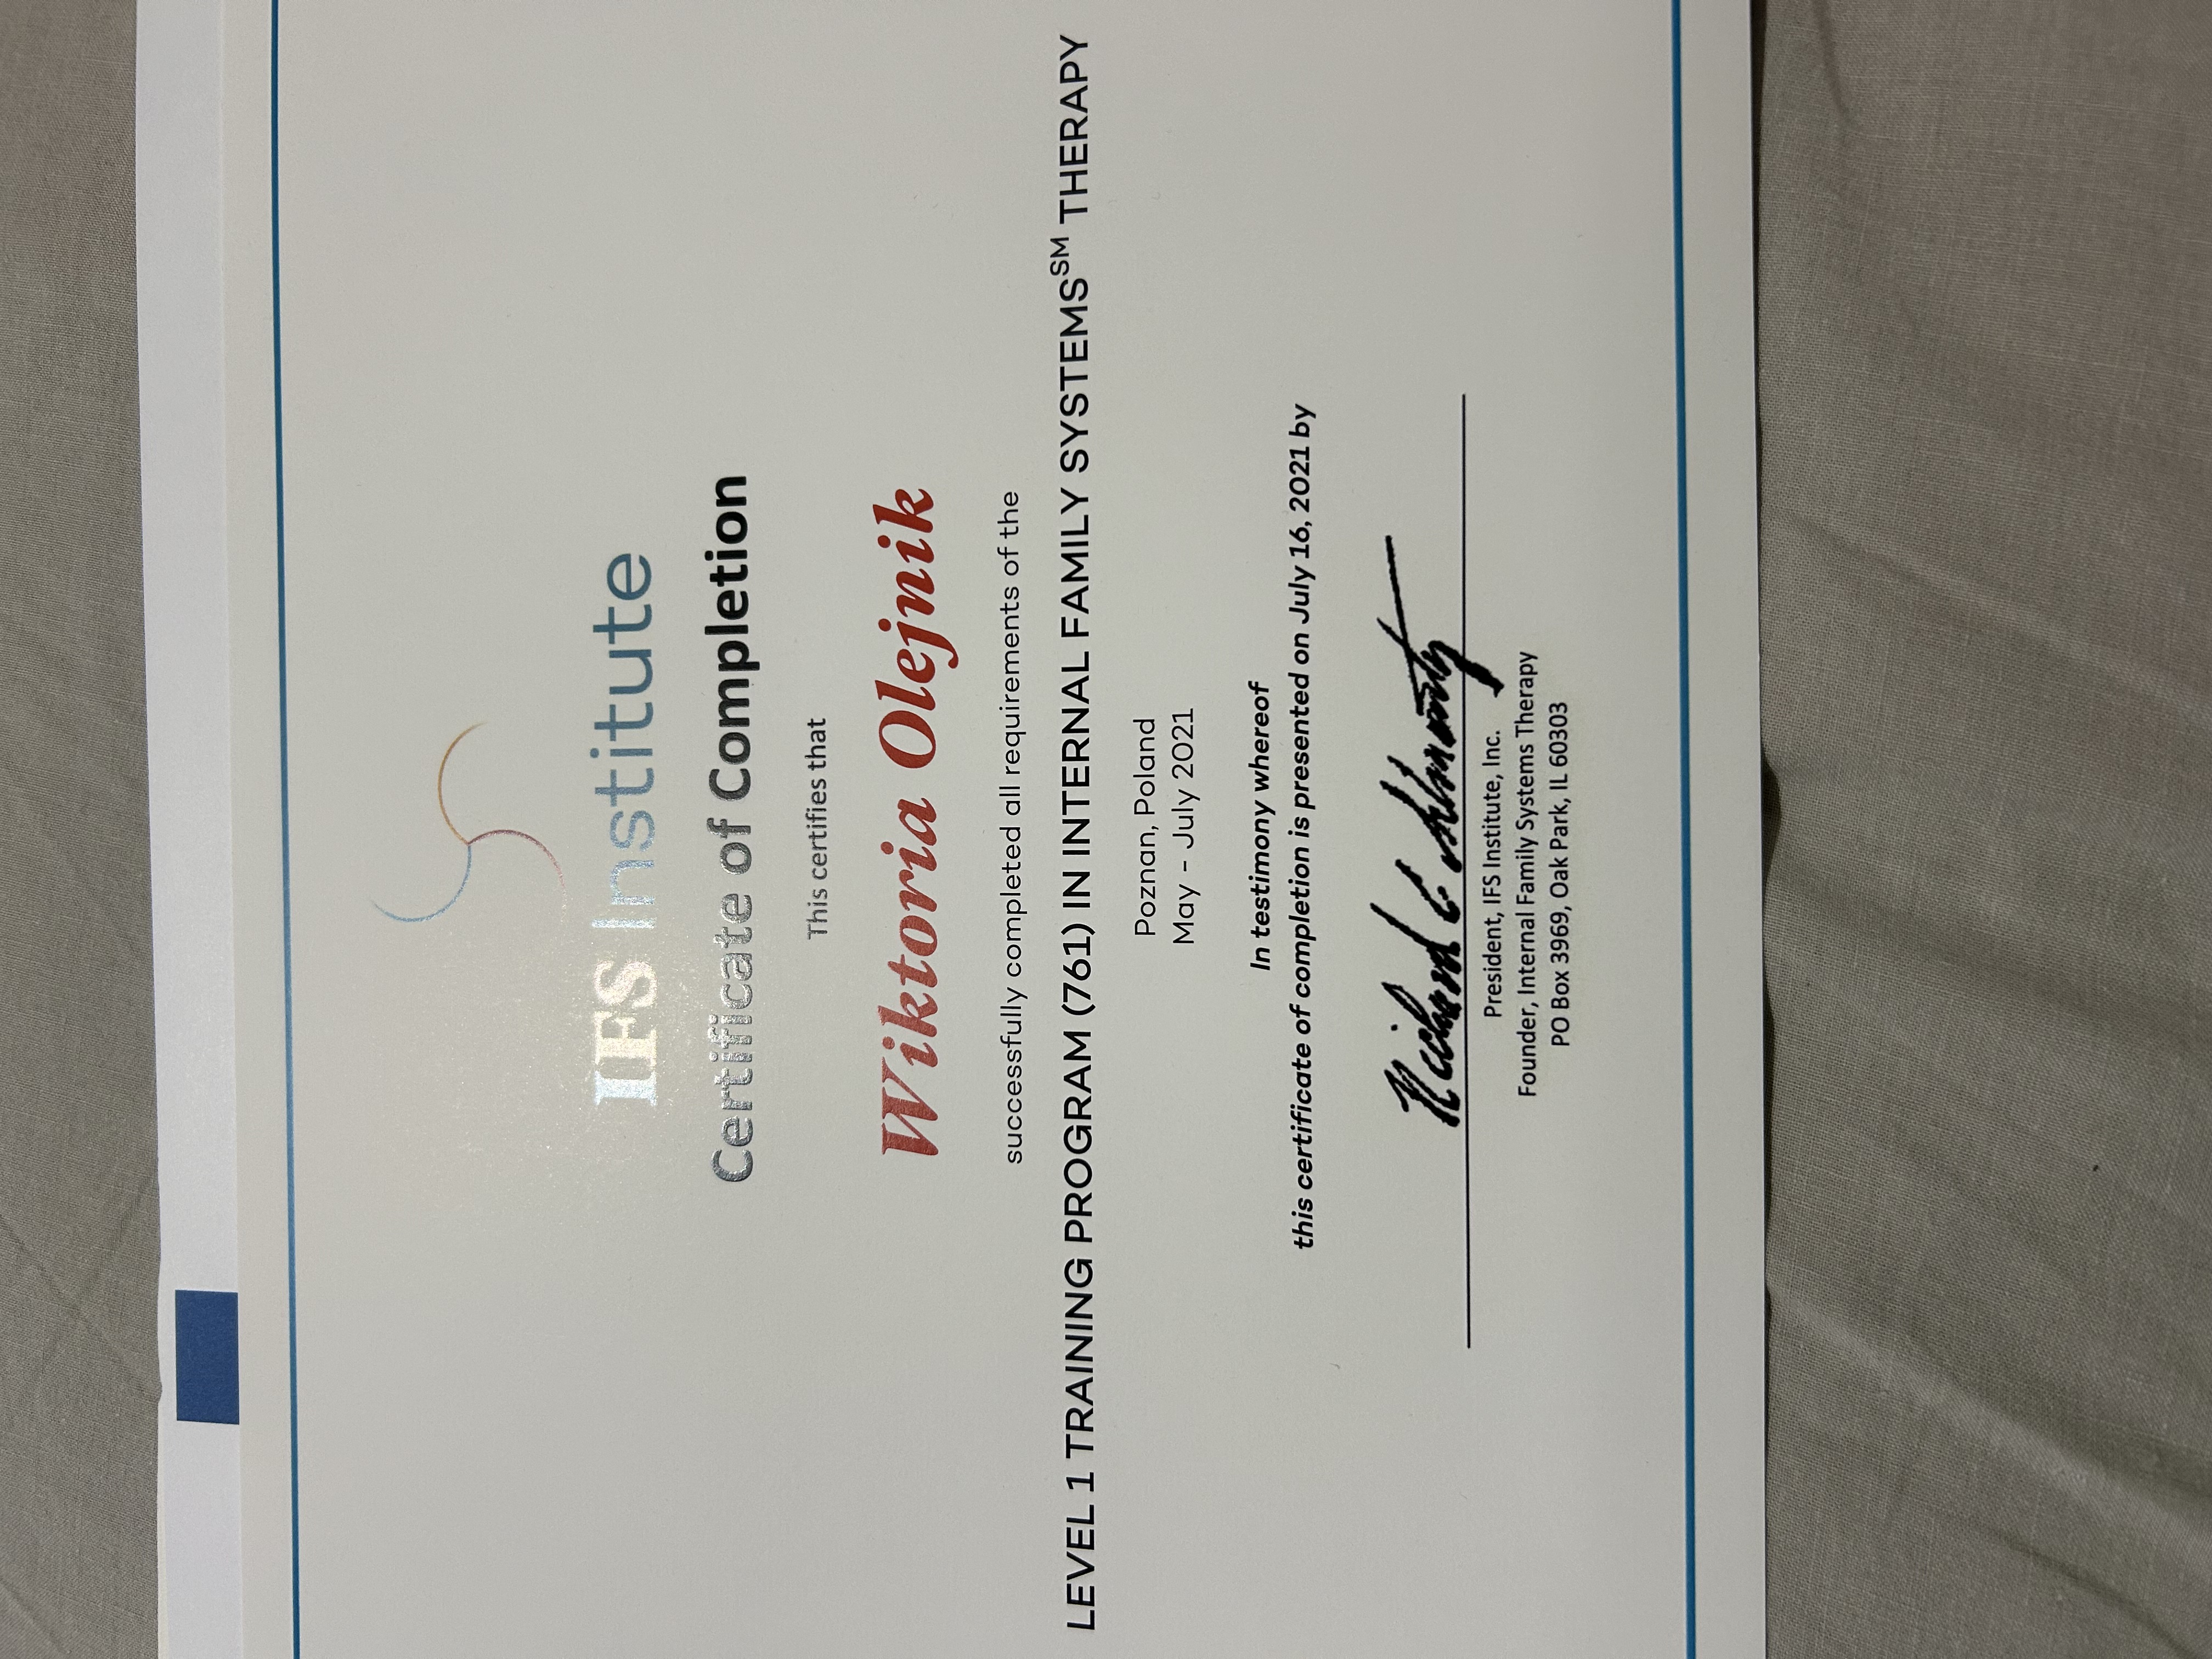 IFS Institute
Certificate of Completion
This certifies that
Wiktoria Olejnik
successfully completed all requirements of the
LEVEL 1 TRAINING PROGRAM (761) IN INTERNAL FAMILY SYSTEMS℠ THERAPY
Poznan, Poland
May - July 2021
In testimony whereof
this certificate of completion is presented on July 16, 2021 by
Richard C. Schwartz
President, IFS Institute, Inc.
Founder, Internal Family Systems Therapy
PO Box 3969, Oak Park, IL 60303